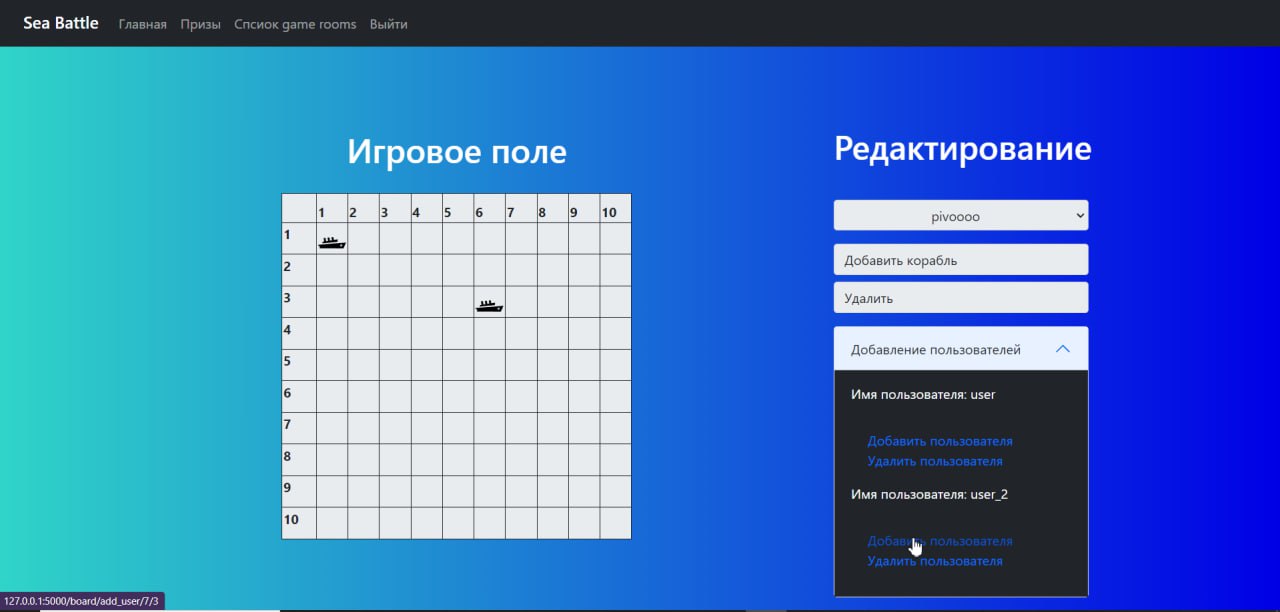 Sea Battle Главная Призы Спсиок game rooms Выйти
Игровое поле
1 2 3 4 5 6 7 8 9 10
1
2
3
4
5
6
7
8
9
10
Редактирование
pivoooo
Добавить корабль
Удалить
Добавление пользователей
Имя пользователя: user
Добавить пользователя
Удалить пользователя
Имя пользователя: user_2
Добавить пользователя
Удалить пользователя
127.0.0.1:5000/board/add_user/7/3